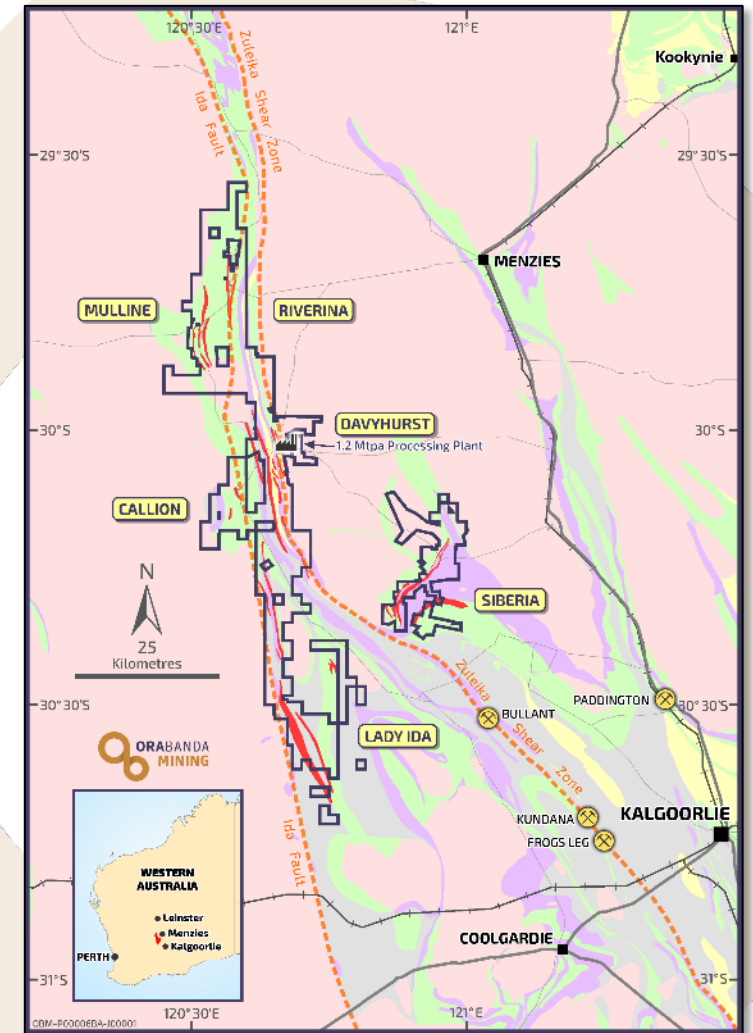 120°30'E
121°E
Kookynie
Zuleika Shear Zone
Ida Fault
29°30'S
29°30'S
MENZIES
MULLINE
RIVERINA
30°S
30°S
DAVYHURST
1.2 Mtpa Processing Plant
CALLION
N
25
Kilometres
SIBERIA
Zuleika Shear Zone
PADDINGTON
30°30'S
30°30'S
BULLANT
LADY IDA
ORABANDA
MINING
KUNDANA
KALGOORLIE
FROGS LEG
Ida Fault
WESTERN
AUSTRALIA
Leinster
Menzies
Kalgoorlie
PERTH
COOLGARDIE
31°S
31°S
120°30'E
121°E